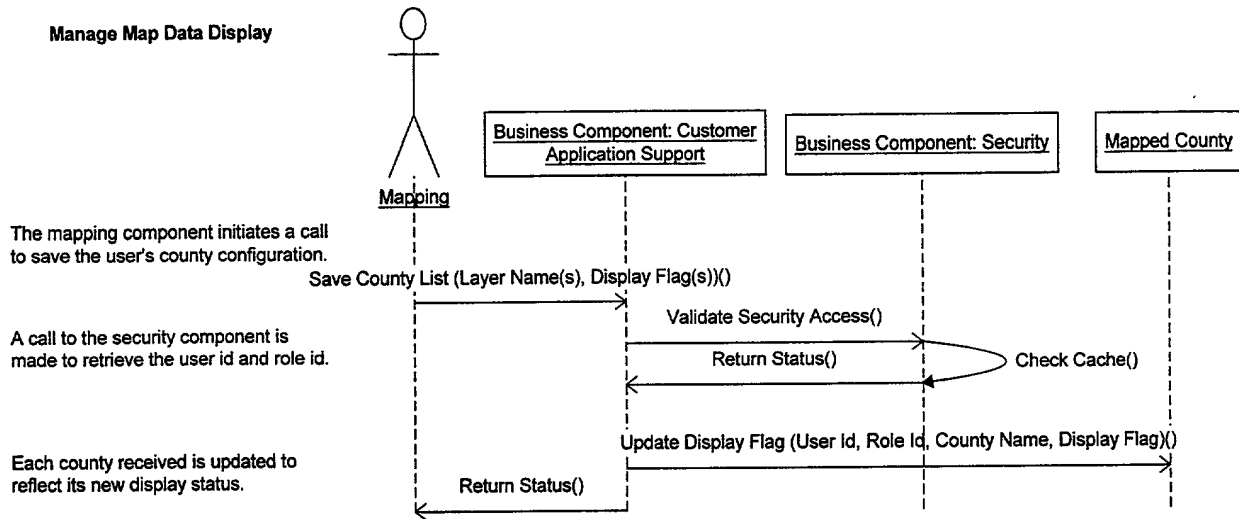 Manage Map Data Display
Business Component: Customer
Application Support
Business Component: Security
Mapped County
Mapping
The mapping component initiates a call
to save the user's county configuration.
Save County List (Layer Name(s), Display Flag(s))()
A call to the security component is
made to retrieve the user id and role id.
Validate Security Access()
Return Status()
Check Cache()
Update Display Flag (User Id, Role Id, County Name, Display Flag)()
Each county received is updated to
reflect its new display status.
Return Status()